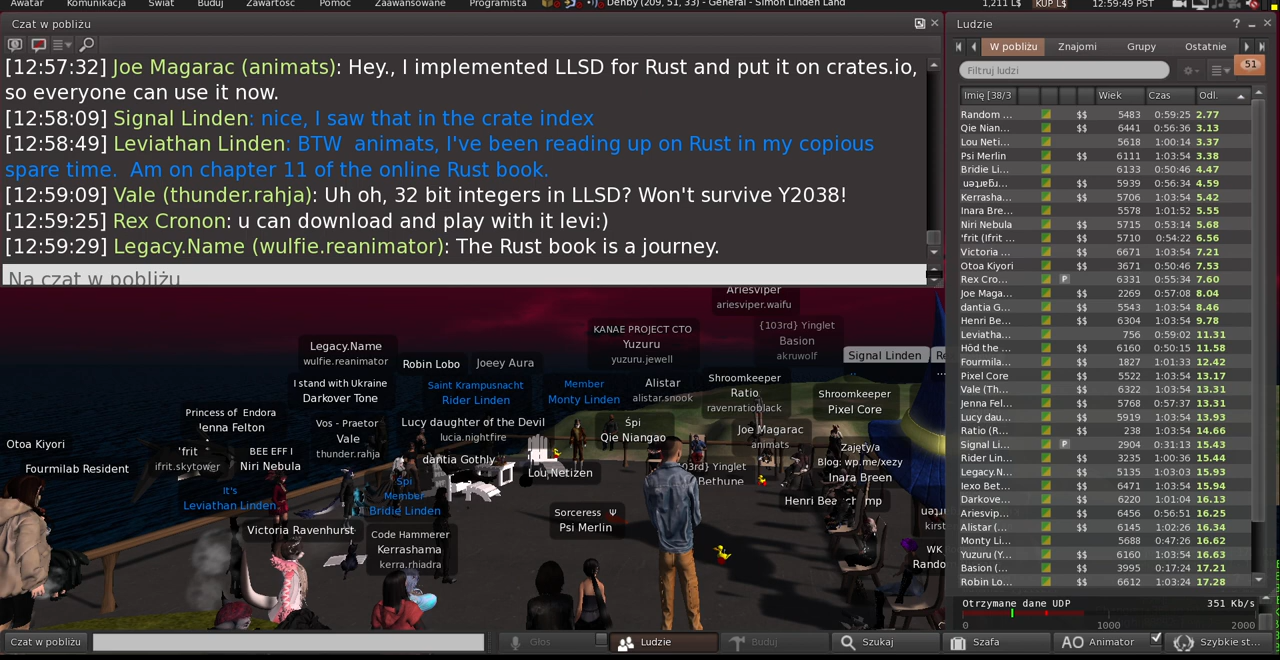 Awatar Komunikacja Świat Buduj Zawartość Pomoc Zaawansowane Programista Denby (209, 51, 33) - General - Simon Linden Land 1,211 L$ KUP L$ 12:59:49 PST
Czat w pobliżu
[12:57:32] Joe Magarac (animats): Hey., I implemented LLSD for Rust and put it on crates.io,
so everyone can use it now.
[12:58:09] Signal Linden: nice, I saw that in the crate index
[12:58:49] Leviathan Linden: BTW animats, I've been reading up on Rust in my copious
spare time. Am on chapter 11 of the online Rust book.
[12:59:09] Vale (thunder.rahja): Uh oh, 32 bit integers in LLSD? Won't survive Y2038!
[12:59:25] Rex Cronon: u can download and play with it levi:)
[12:59:29] Legacy.Name (wulfie.reanimator): The Rust book is a journey.
Na czat w pobliżu
Ariesviper
ariesviper.waifu
KANAE PROJECT CTO
Yuzuru
yuzuru.jewell
{103rd} Yinglet
Basion
akruwolf
Signal Linden Re
Legacy.Name
wulfie.reanimator
Robin Lobo
Joeey Aura
I stand with Ukraine
Darkover Tone
Saint Krampusnacht
Rider Linden
Member
Monty Linden
Alistar
alistar.snook
Shroomkeeper
Ratio
ravenratioblack
Shroomkeeper
Pixel Core
Princess of Endora
Jenna Felton
Vos - Praetor
Vale
thunder.rahja
Lucy daughter of the Devil
lucia.nightfire
Śpi
Qie Niangao
Joe Magarac
animats
Otoa Kiyori
Fourmilab Resident
'frit
ifrit.skytower
BEE EFF I
Niri Nebula
dantia Gothly
Lou Netizen
{103rd} Yinglet
Bethune
Zajęty/a
Blog: wp.me/xezy
Inara Breen
It's
Leviathan Linden
Śpi
Member
Bridie Linden
Henri Beauchamp
Victoria Ravenhurst
Code Hammerer
Kerrashama
kerra.rhiadra
Sorceress Ψ
Psi Merlin
kirst
WK
Rando
Ludzie
W pobliżu Znajomi Grupy Ostatnie
Filtruj ludzi
51
Imię [38/3 Wiek Czas Odl.
Random ... $$ 5483 0:59:25 2.77
Qie Nian... $$ 6441 0:56:36 3.13
Lou Neti... 5618 1:00:14 3.37
Psi Merlin $$ 6111 1:03:54 3.38
Bridie Li... 6133 0:50:46 4.47
$$ 5939 0:56:34 4.59
Kerrasha... $$ 5706 1:03:54 5.42
Inara Bre... 5578 1:01:52 5.55
Niri Nebula $$ 5715 0:53:14 5.68
'frit (Ifrit ... $$ 5710 0:54:22 6.56
Victoria ... $$ 6671 1:03:54 7.21
Otoa Kiyori $$ 3671 0:50:46 7.53
Rex Cro... P 6331 0:55:34 7.60
Joe Maga... $$ 2269 0:57:08 8.04
dantia G... $$ 5543 1:03:54 8.46
Henri Be... $$ 6304 1:03:54 9.78
Leviatha... 756 0:59:02 11.31
Höd the ... $$ 6160 0:50:15 11.58
Fourmila... $$ 1827 1:01:33 12.42
Pixel Core $$ 5522 1:03:54 13.17
Vale (Th... $$ 6322 1:03:54 13.31
Jenna Fel... $$ 5768 0:57:37 13.31
Lucy dau... $$ 5919 1:03:54 13.93
Ratio (R... $$ 238 1:03:54 14.66
Signal Li... P 2904 0:31:13 15.43
Rider Lin... $$ 3235 1:00:36 15.44
Legacy.N... $$ 5135 1:03:03 15.93
Iexo Bet... $$ 6471 1:03:54 15.94
Darkove... $$ 6220 1:01:04 16.13
Ariesvip... $$ 6456 0:56:51 16.25
Alistar (... $$ 6145 1:02:26 16.34
Monty Li... 5688 0:47:26 16.62
Yuzuru (Y... $$ 6160 1:03:54 16.63
Basion (... $$ 3995 0:17:24 17.21
Robin Lo... $$ 6612 1:03:54 17.28
Otrzymane dane UDP 351 Kb/s
0 1000 2000
Czat w pobliżu Głos Ludzie Buduj Szukaj Szafa AO Animator Szybkie st...